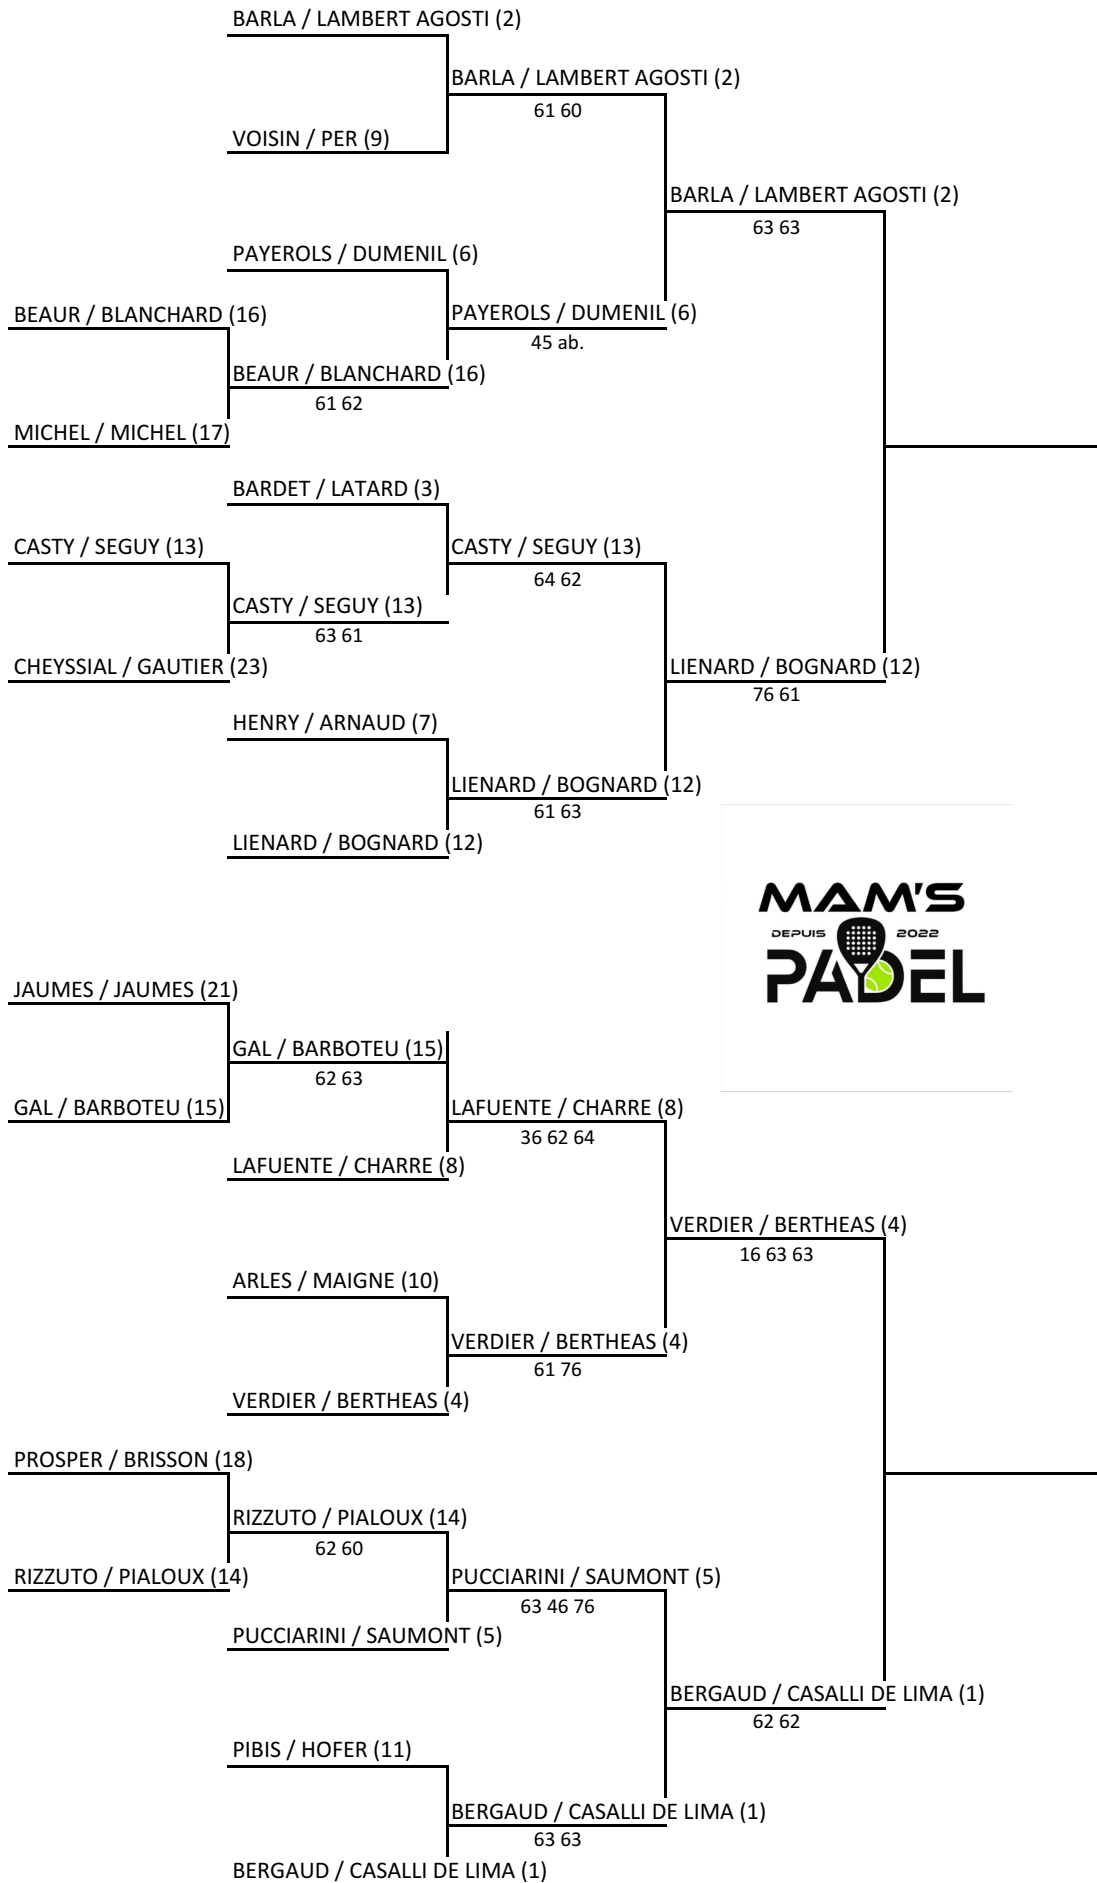 BARLA / LAMBERT AGOSTI (2)
BARLA / LAMBERT AGOSTI (2)
61 60
VOISIN / PER (9)
BARLA / LAMBERT AGOSTI (2)
63 63
PAYEROLS / DUMENIL (6)
BEAUR / BLANCHARD (16)
PAYEROLS / DUMENIL (6)
45 ab.
BEAUR / BLANCHARD (16)
61 62
MICHEL / MICHEL (17)
BARDET / LATARD (3)
CASTY / SEGUY (13)
CASTY / SEGUY (13)
64 62
CASTY / SEGUY (13)
63 61
CHEYSSIAL / GAUTIER (23)
LIENARD / BOGNARD (12)
76 61
HENRY / ARNAUD (7)
LIENARD / BOGNARD (12)
61 63
LIENARD / BOGNARD (12)
MAM'S
DEPUIS 2022
PADEL
JAUMES / JAUMES (21)
GAL / BARBOTEU (15)
62 63
GAL / BARBOTEU (15)
LAFUENTE / CHARRE (8)
36 62 64
LAFUENTE / CHARRE (8)
VERDIER / BERTHEAS (4)
16 63 63
ARLES / MAIGNE (10)
VERDIER / BERTHEAS (4)
61 76
VERDIER / BERTHEAS (4)
PROSPER / BRISSON (18)
RIZZUTO / PIALOUX (14)
62 60
RIZZUTO / PIALOUX (14)
PUCCIARINI / SAUMONT (5)
63 46 76
PUCCIARINI / SAUMONT (5)
BERGAUD / CASALLI DE LIMA (1)
62 62
PIBIS / HOFER (11)
BERGAUD / CASALLI DE LIMA (1)
63 63
BERGAUD / CASALLI DE LIMA (1)